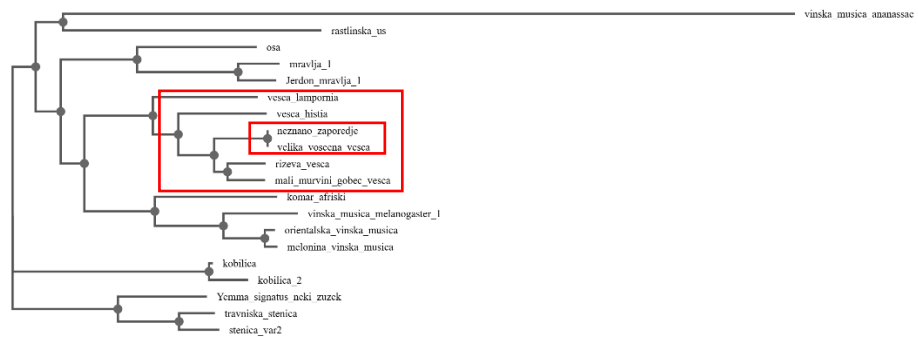 vinska_musica_ananassac
rastlinska_us
osa
mravlja_1
Jerdon_mravlja_1
vesca_lampornia
vesca_histia
neznano_zaporedje
velika_voscena_vesca
rizeva_vesca
mali_murvini_gobec_vesca
komar_afriski
vinska_musica_melanogaster_1
orientalska_vinska_musica
melonina_vinska_musica
kobilica
kobilica_2
Yemma_signatus_neki_zuzek
travniska_stenica
stenica_var2